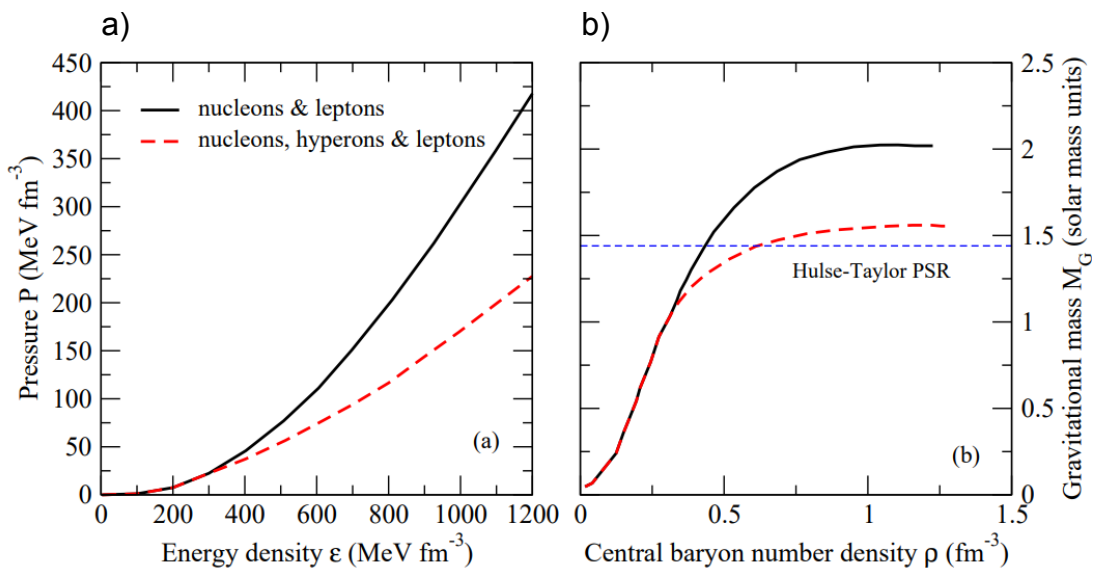 a)
b)
450
400
350
300
250
200
150
100
50
0
Pressure P (MeV fm⁻³)
nucleons & leptons
nucleons, hyperons & leptons
(a)
0 200 400 600 800 1000 1200
Energy density ε (MeV fm⁻³)
2.5
2
1.5
1
0.5
0
Gravitational mass M_G (solar mass units)
Hulse-Taylor PSR
(b)
0 0.5 1 1.5
Central baryon number density ρ (fm⁻³)